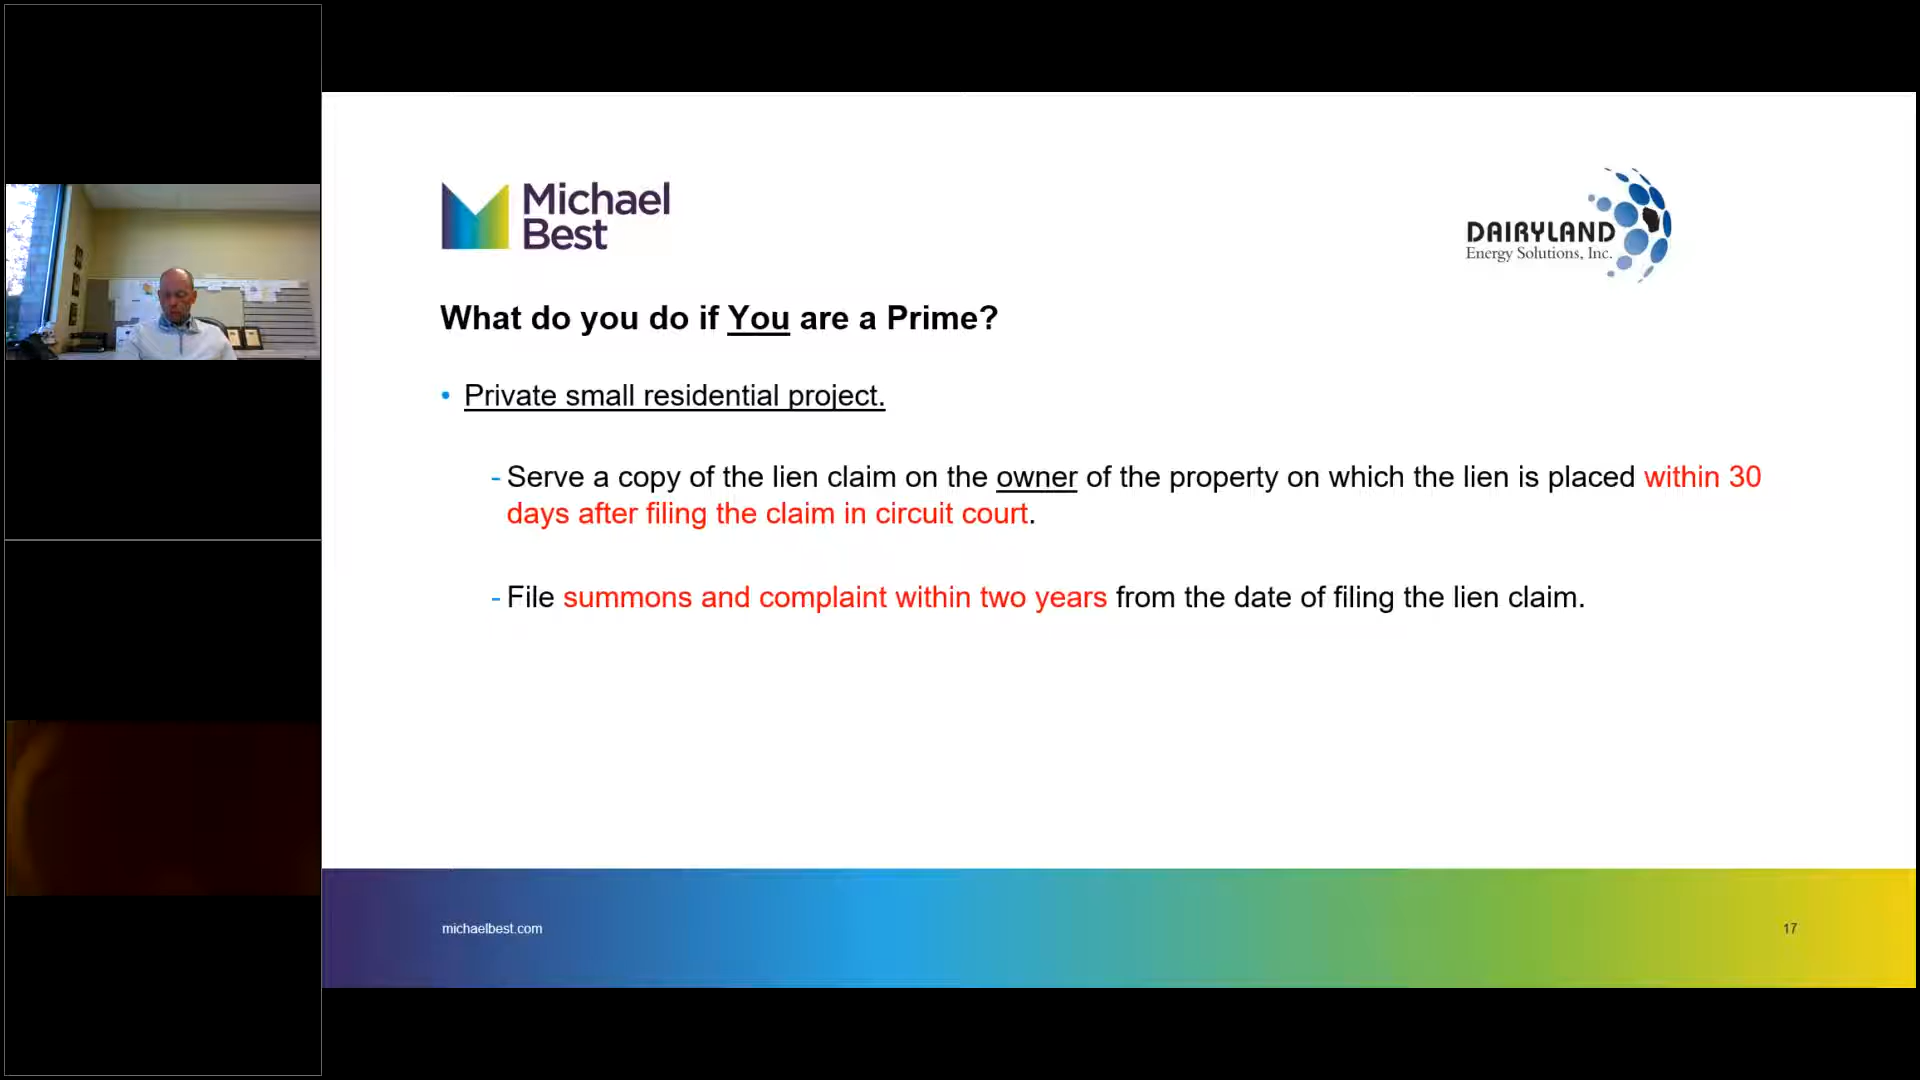 Michael
Best
DAIRYLAND
Energy Solutions, Inc.
What do you do if You are a Prime?
• Private small residential project.
- Serve a copy of the lien claim on the owner of the property on which the lien is placed within 30
days after filing the claim in circuit court.
- File summons and complaint within two years from the date of filing the lien claim.
michaelbest.com
17